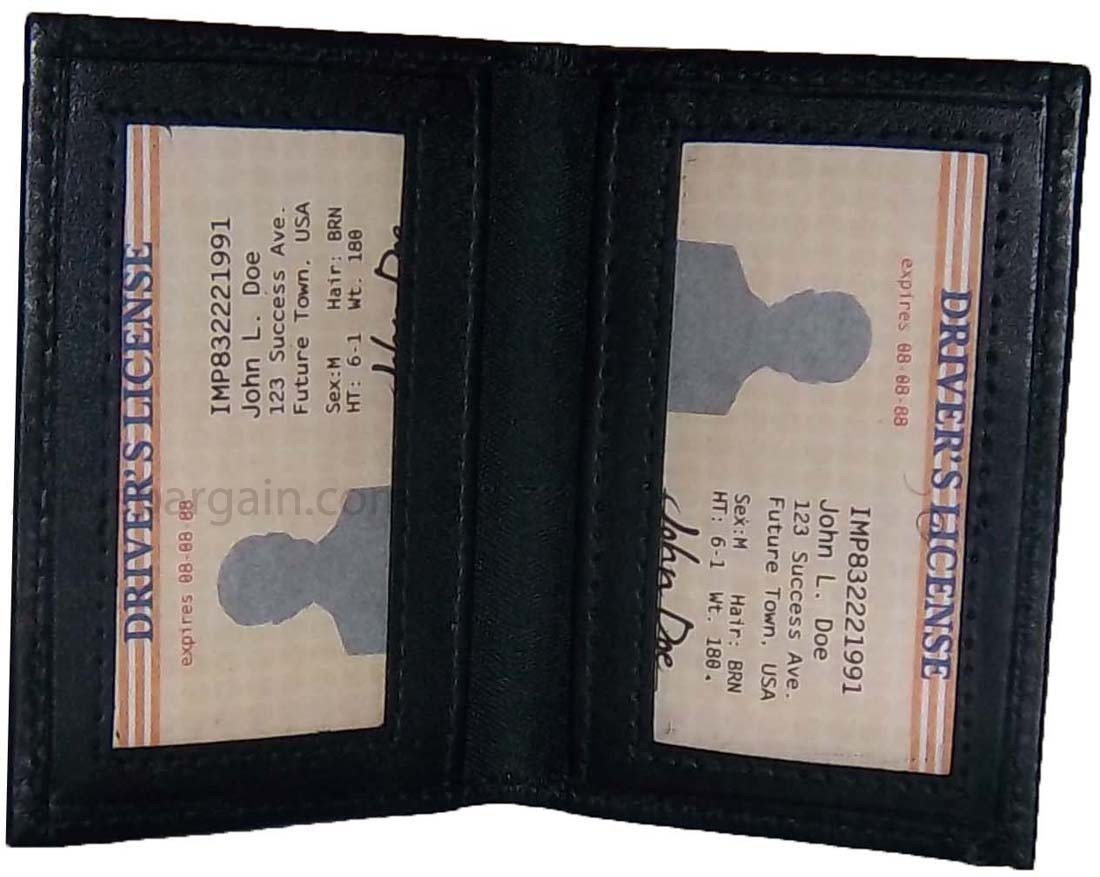 DRIVER'S LICENSE
expires 08-08-88
IMP832221991
John L. Doe
123 Success Ave.
Future Town, USA
Sex:M Hair: BRN
HT: 6-1 Wt. 180
DRIVER'S LICENSE
expires 08-08-88
IMP832221991
John L. Doe
123 Success Ave.
Future Town, USA
Sex:M Hair: BRN
HT: 6-1 Wt. 180.
John Doe
bargain.com